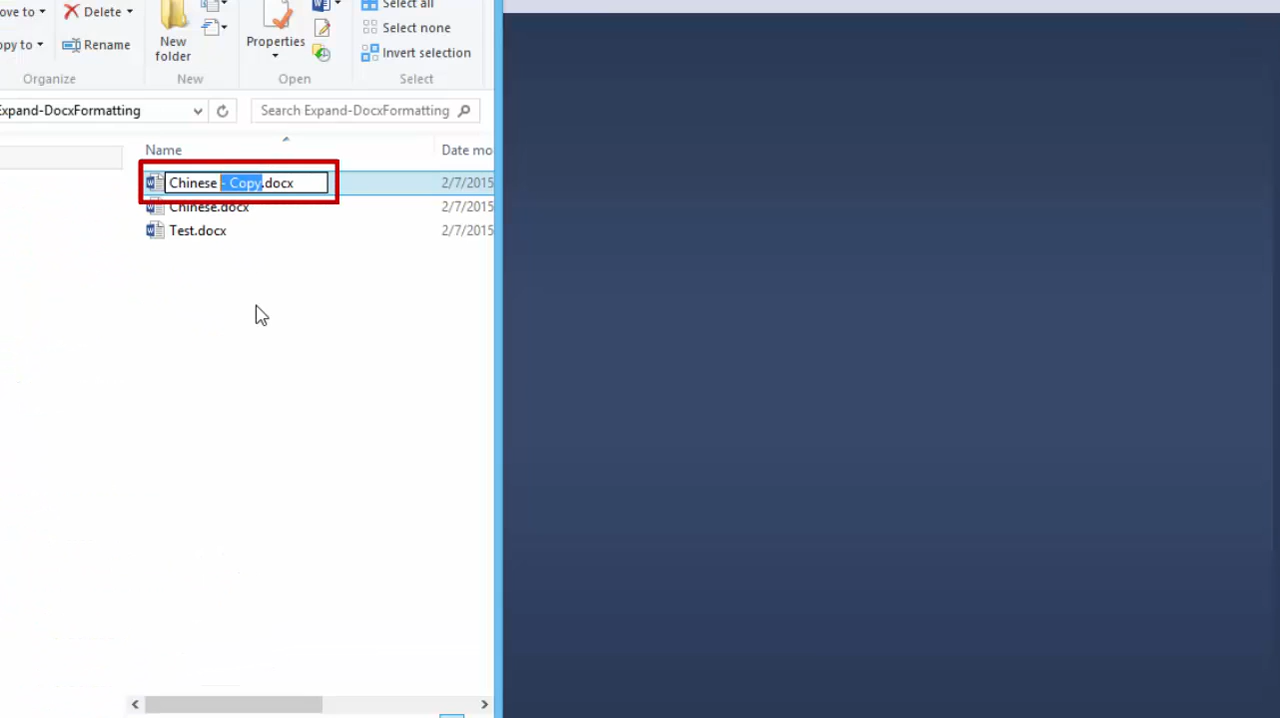 ove to Delete
New
folder
Properties
Select all
Select none
opy to Rename
Invert selection
Organize New Open Select
Expand-DocxFormatting Search Expand-DocxFormatting
Name Date mo
Chinese - Copy.docx 2/7/2015
Chinese.docx 2/7/2015
Test.docx 2/7/2015